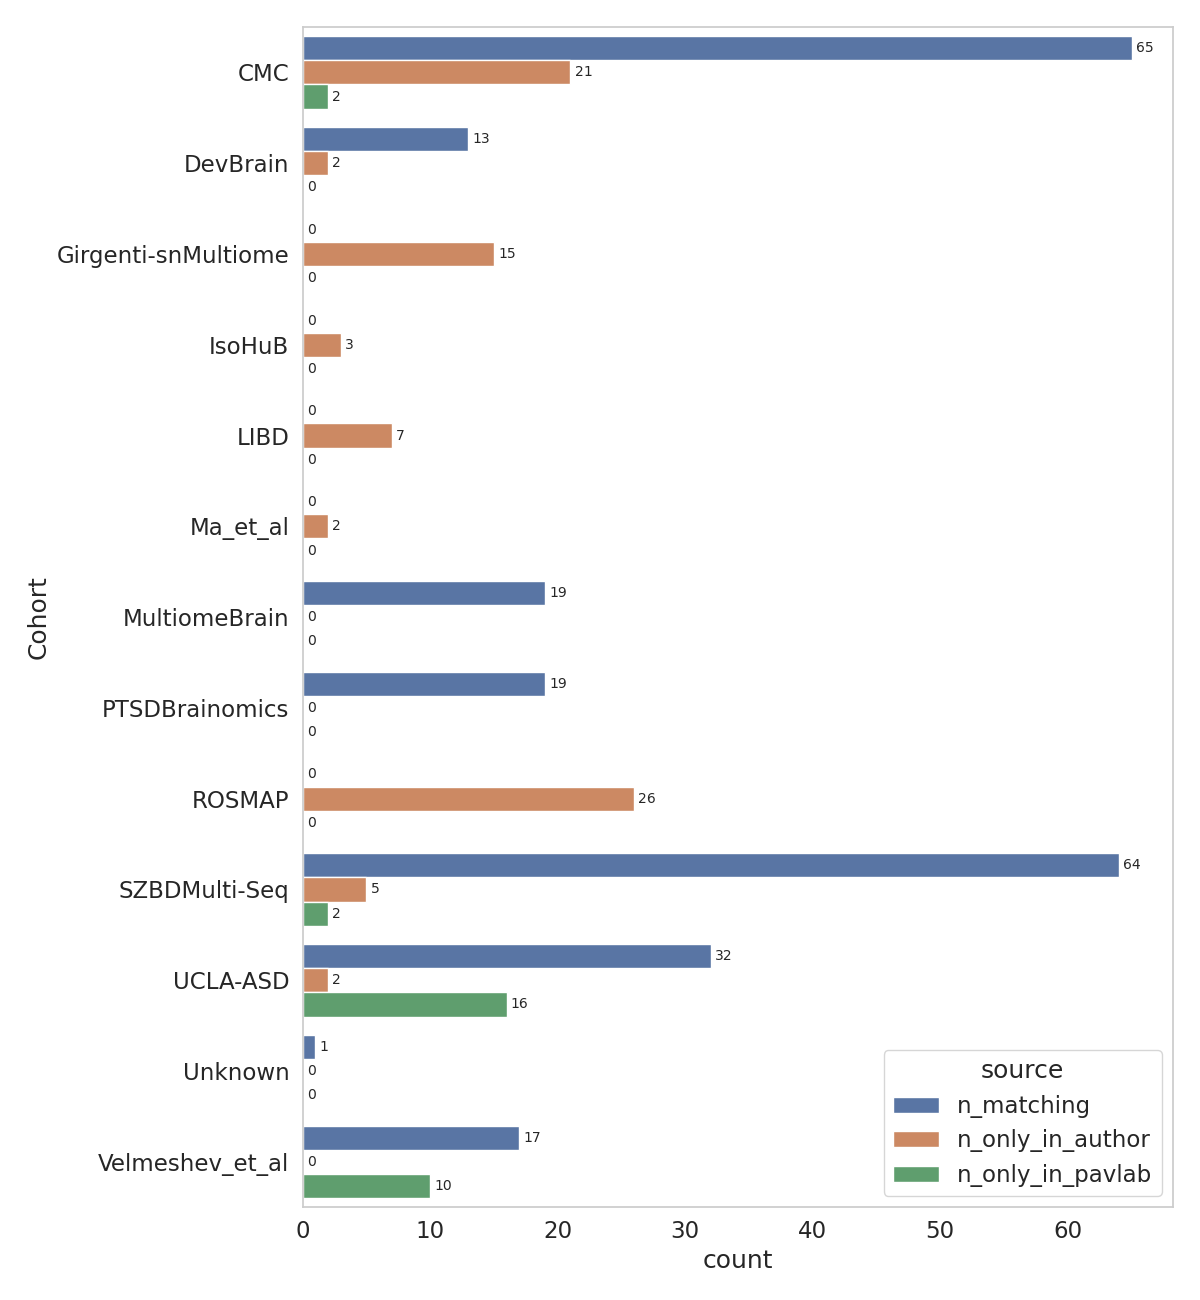 CMC
65
21
2
DevBrain
13
2
0
Girgenti-snMultiome
0
15
0
IsoHuB
0
3
0
LIBD
0
7
0
Ma_et_al
0
2
0
MultiomeBrain
19
0
0
PTSDBrainomics
19
0
0
ROSMAP
0
26
0
SZBDMulti-Seq
64
5
2
UCLA-ASD
32
2
16
Unknown
1
0
0
Velmeshev_et_al
17
0
10
Cohort
source
n_matching
n_only_in_author
n_only_in_pavlab
0 10 20 30 40 50 60
count